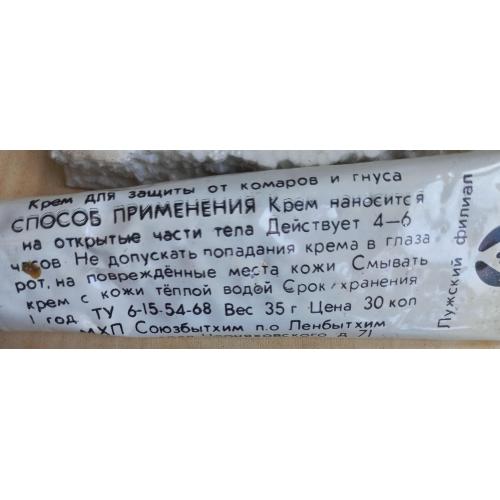 Крем для защиты от комаров и гнуса
СПОСОБ ПРИМЕНЕНИЯ Крем наносится
на открытые части тела Действует 4—6
часов Не допускать попадания крема в глаза
рот, на повреждённые места кожи Смывать
крем с кожи тёплой водой Срок хранения
1 год. ТУ 6-15-54-68 Вес 35 г Цена 30 коп
МХП Союзбытхим п.о Ленбытхим
д 71
Лужский филиал